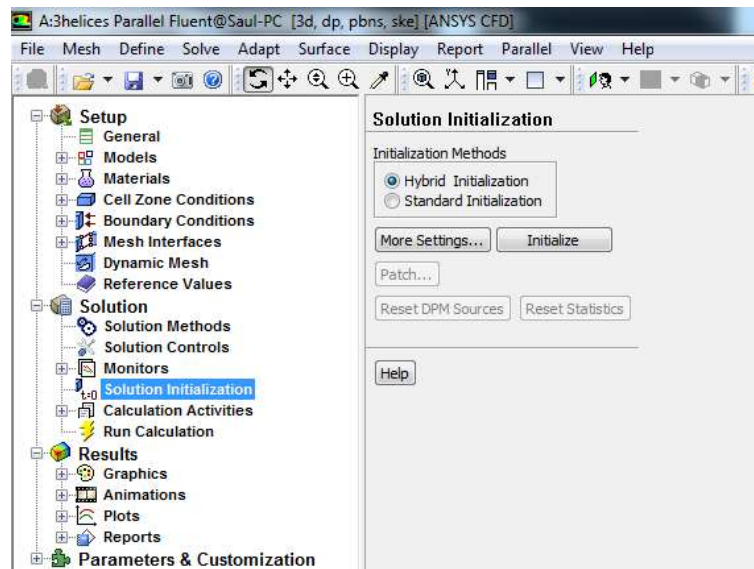 A:3helices Parallel Fluent@Saul-PC [3d, dp, pbns, ske] [ANSYS CFD]
File Mesh Define Solve Adapt Surface Display Report Parallel View Help
Setup
General
Models
Materials
Cell Zone Conditions
Boundary Conditions
Mesh Interfaces
Dynamic Mesh
Reference Values
Solution
Solution Methods
Solution Controls
Monitors
t=0 Solution Initialization
Calculation Activities
Run Calculation
Results
Graphics
Animations
Plots
Reports
Parameters & Customization
Solution Initialization
Initialization Methods
Hybrid Initialization
Standard Initialization
More Settings... Initialize
Patch...
Reset DPM Sources Reset Statistics
Help